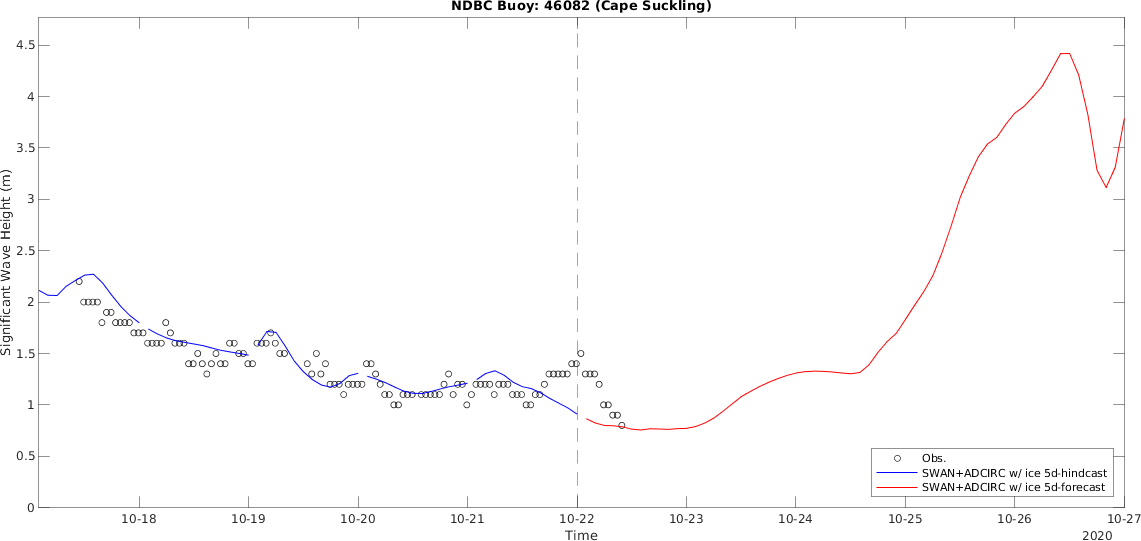 NDBC Buoy: 46082 (Cape Suckling)
Significant Wave Height (m)
4.5
4
3.5
3
2.5
2
1.5
1
0.5
0
Obs.
SWAN+ADCIRC w/ ice 5d-hindcast
SWAN+ADCIRC w/ ice 5d-forecast
10-18 10-19 10-20 10-21 10-22 10-23 10-24 10-25 10-26 10-27
Time
2020